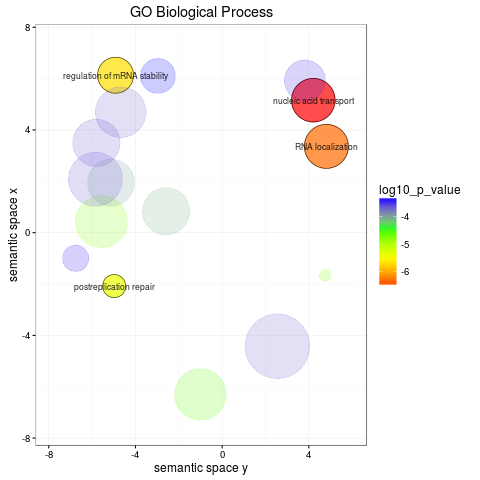 GO Biological Process
8
4
0
-4
-8
semantic space x
regulation of mRNA stability
nucleic acid transport
RNA localization
postreplication repair
-8
-4
0
4
semantic space y
log10_p_value
-4
-5
-6